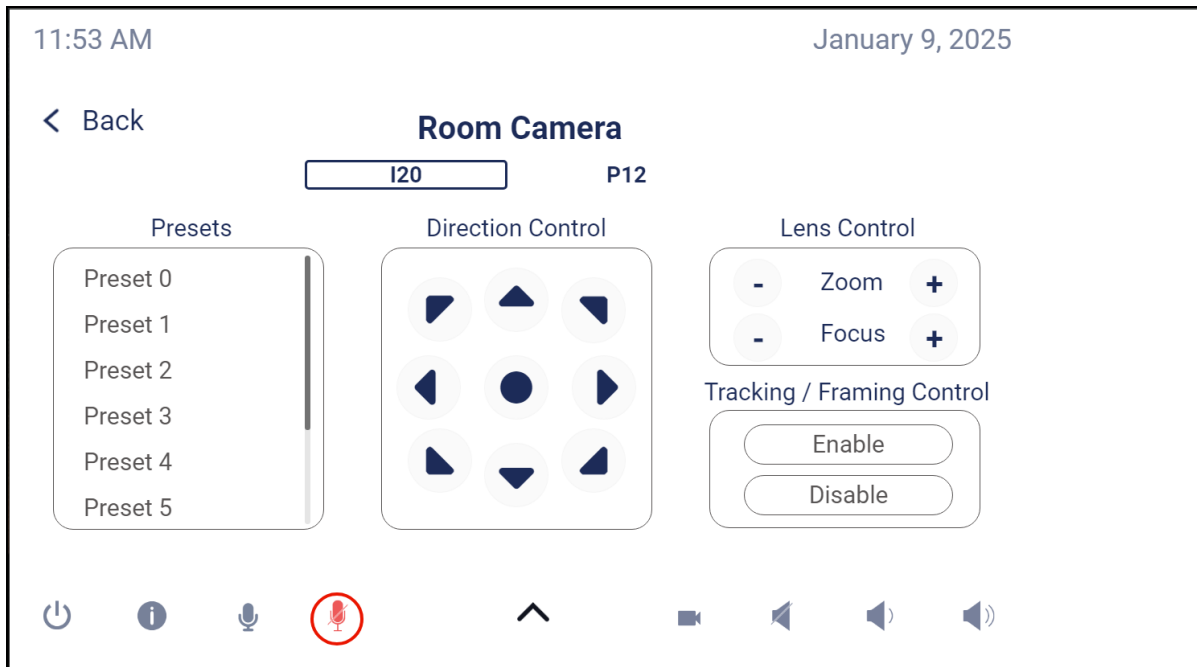 11:53 AM
January 9, 2025
Back
Room Camera
I20
P12
Presets
Preset 0
Preset 1
Preset 2
Preset 3
Preset 4
Preset 5
Direction Control
Lens Control
- Zoom +
- Focus +
Tracking / Framing Control
Enable
Disable